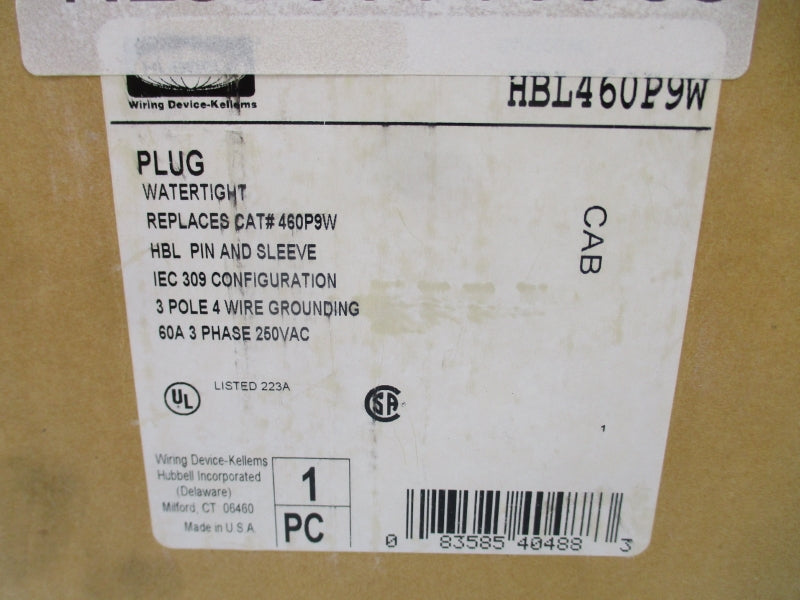 Wiring Device-Kellems
HBL460P9W
PLUG
WATERTIGHT
REPLACES CAT# 460P9W
HBL PIN AND SLEEVE
IEC 309 CONFIGURATION
3 POLE 4 WIRE GROUNDING
60A 3 PHASE 250VAC
CAB
UL
LISTED 223A
CSA
1
Wiring Device-Kellems
Hubbell Incorporated
(Delaware)
Milford, CT 06460
Made in U.S.A.
1
PC
0 83585 40488 3